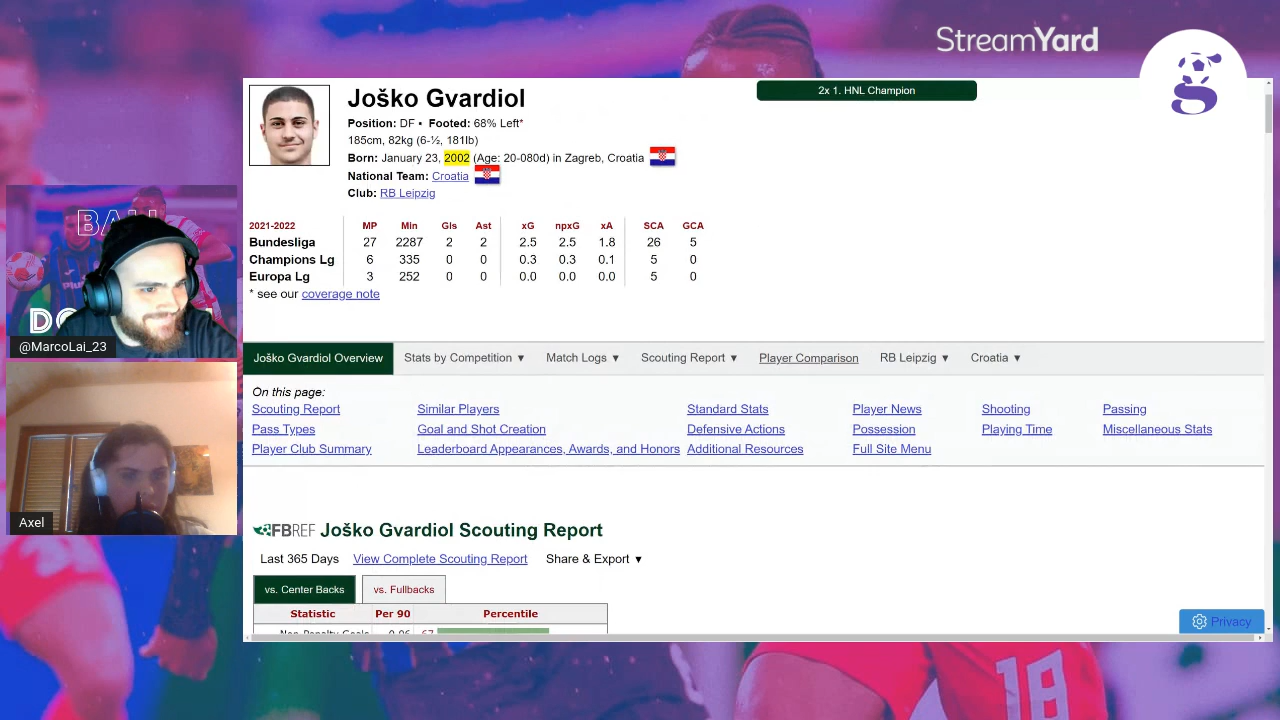 StreamYard
Joško Gvardiol
2x 1. HNL Champion
Position: DF • Footed: 68% Left*
185cm, 82kg (6-½, 181lb)
Born: January 23, 2002 (Age: 20-080d) in Zagreb, Croatia
National Team: Croatia
Club: RB Leipzig
2021-2022 MP Min Gls Ast xG npxG xA SCA GCA
Bundesliga 27 2287 2 2 2.5 2.5 1.8 26 5
Champions Lg 6 335 0 0 0.3 0.3 0.1 5 0
Europa Lg 3 252 0 0 0.0 0.0 0.0 5 0
* see our coverage note
@MarcoLai_23
Joško Gvardiol Overview Stats by Competition ▼ Match Logs ▼ Scouting Report ▼ Player Comparison RB Leipzig ▼ Croatia ▼
On this page:
Scouting Report Similar Players Standard Stats Player News Shooting Passing
Pass Types Goal and Shot Creation Defensive Actions Possession Playing Time Miscellaneous Stats
Player Club Summary Leaderboard Appearances, Awards, and Honors Additional Resources Full Site Menu
Axel
FBREF Joško Gvardiol Scouting Report
Last 365 Days View Complete Scouting Report Share & Export ▼
vs. Center Backs vs. Fullbacks
Statistic Per 90 Percentile
Non-Penalty Goals 0.06 67
Privacy
18